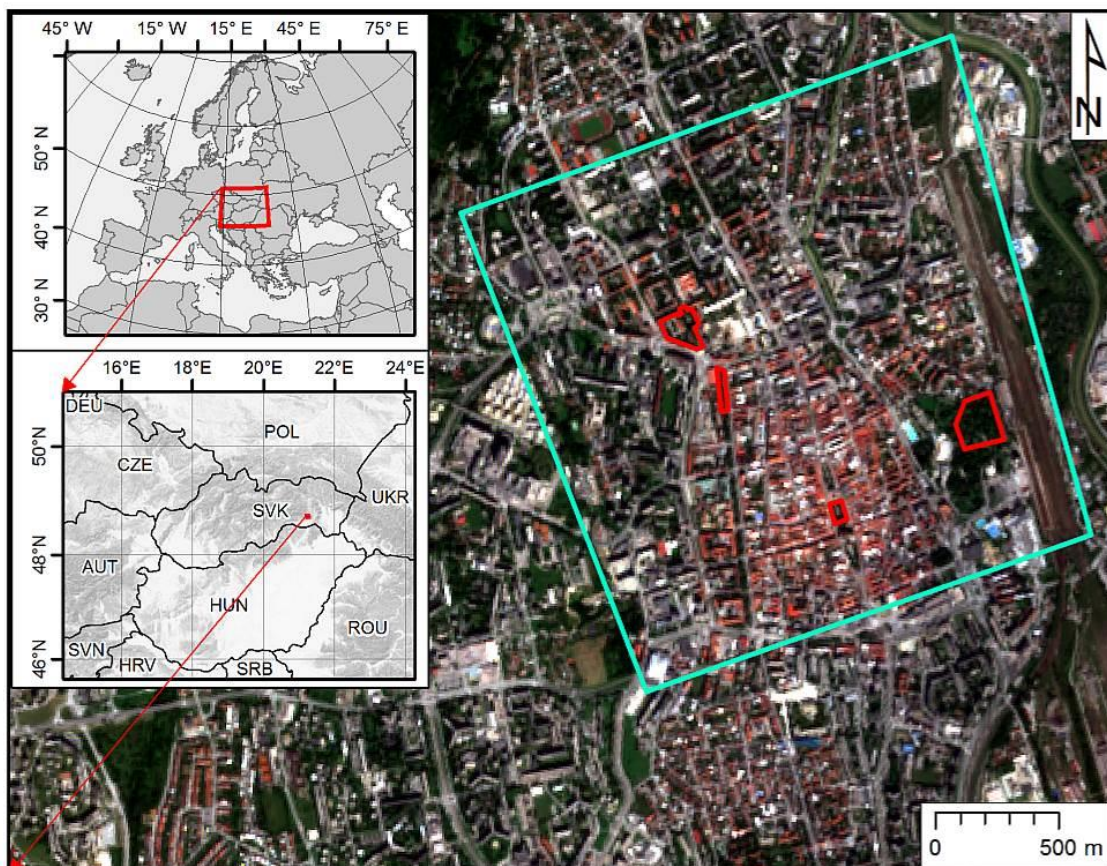 45° W 15° W 15° E 45° E 75° E
50° N
40° N
30° N
16°E 18°E 20°E 22°E 24°E
DEU
POL
50°N
CZE
UKR
SVK
48°N
AUT
HUN
ROU
SVN
46°N
HRV
SRB
N
0 500 m